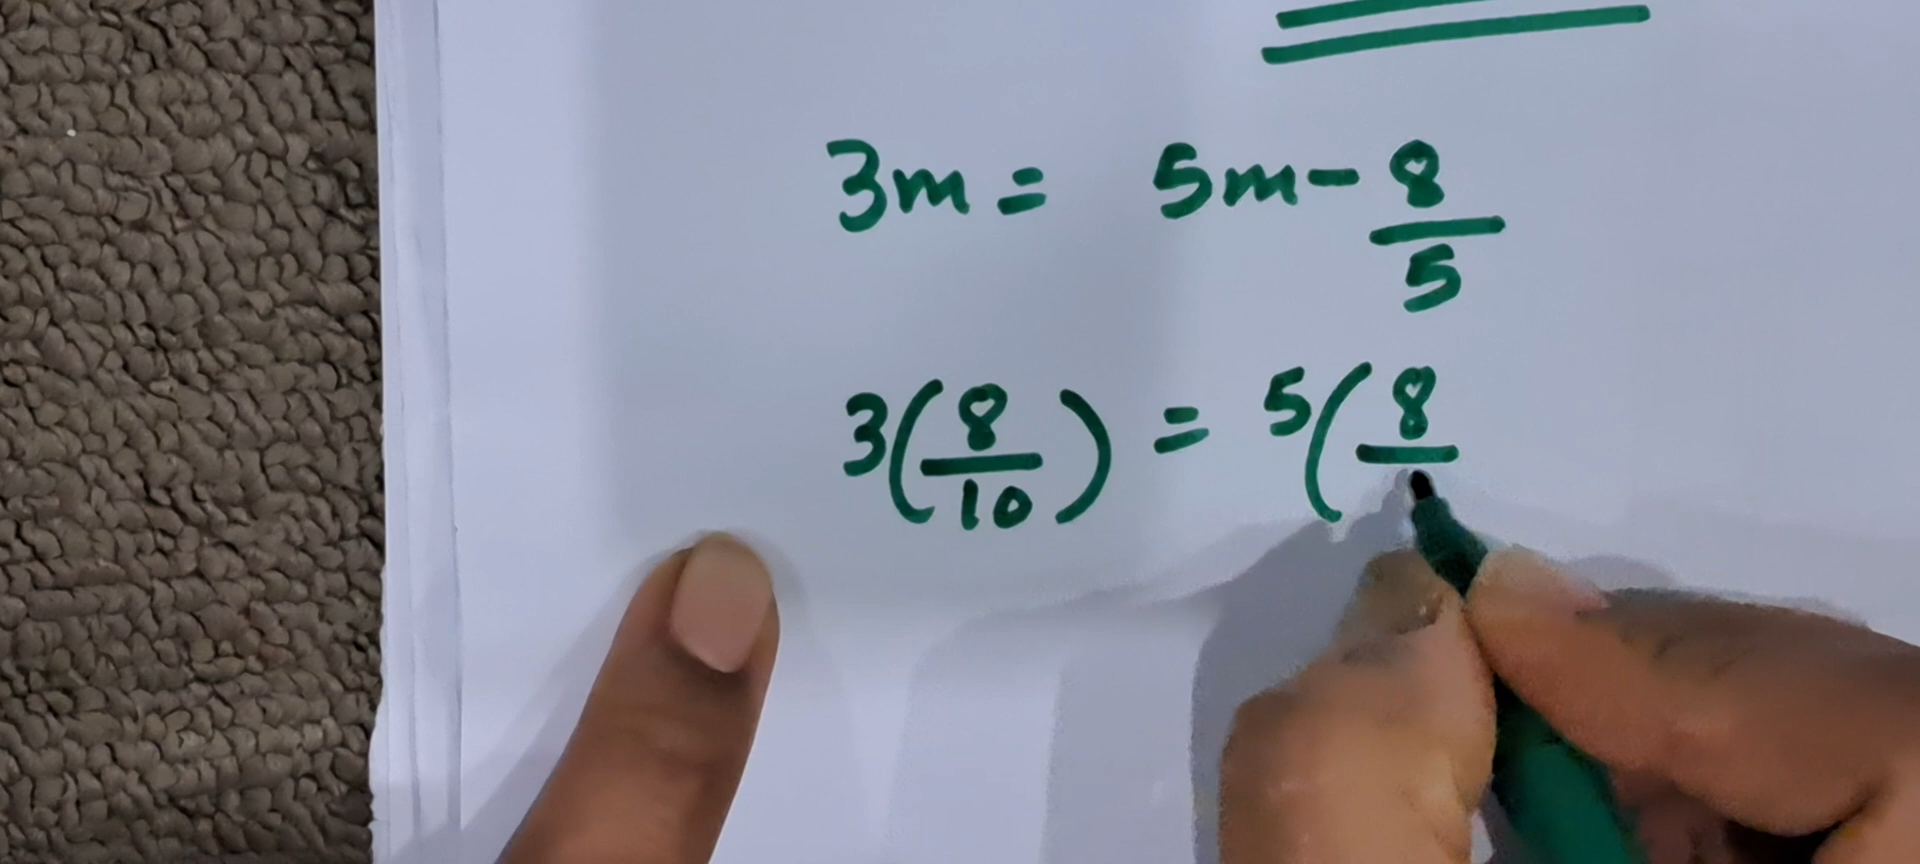 3m = 5m - 8/5
3(8/10) = 5(8/